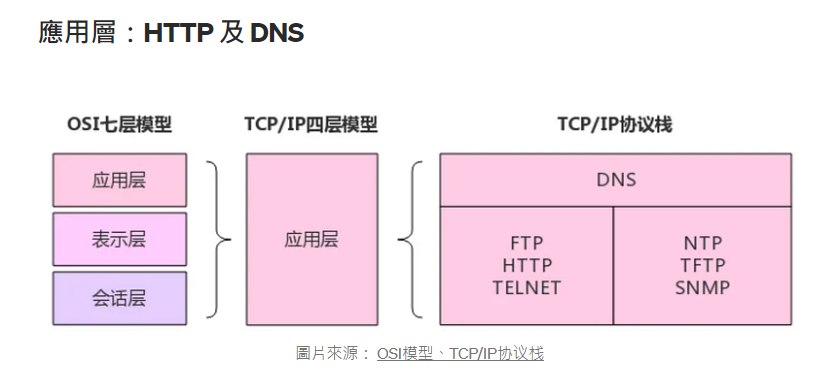 應用層：HTTP 及 DNS
OSI七层模型
TCP/IP四层模型
TCP/IP协议栈
应用层
表示层
会话层
应用层
DNS
FTP
HTTP
TELNET
NTP
TFTP
SNMP
圖片來源： OSI模型、TCP/IP协议栈